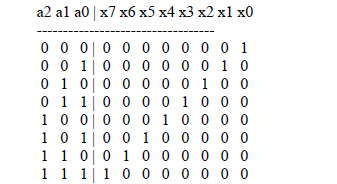 a2 a1 a0 | x7 x6 x5 x4 x3 x2 x1 x0
-----------------------------------
0 0 0 | 0 0 0 0 0 0 0 1
0 0 1 | 0 0 0 0 0 0 1 0
0 1 0 | 0 0 0 0 0 1 0 0
0 1 1 | 0 0 0 0 1 0 0 0
1 0 0 | 0 0 0 1 0 0 0 0
1 0 1 | 0 0 1 0 0 0 0 0
1 1 0 | 0 1 0 0 0 0 0 0
1 1 1 | 1 0 0 0 0 0 0 0